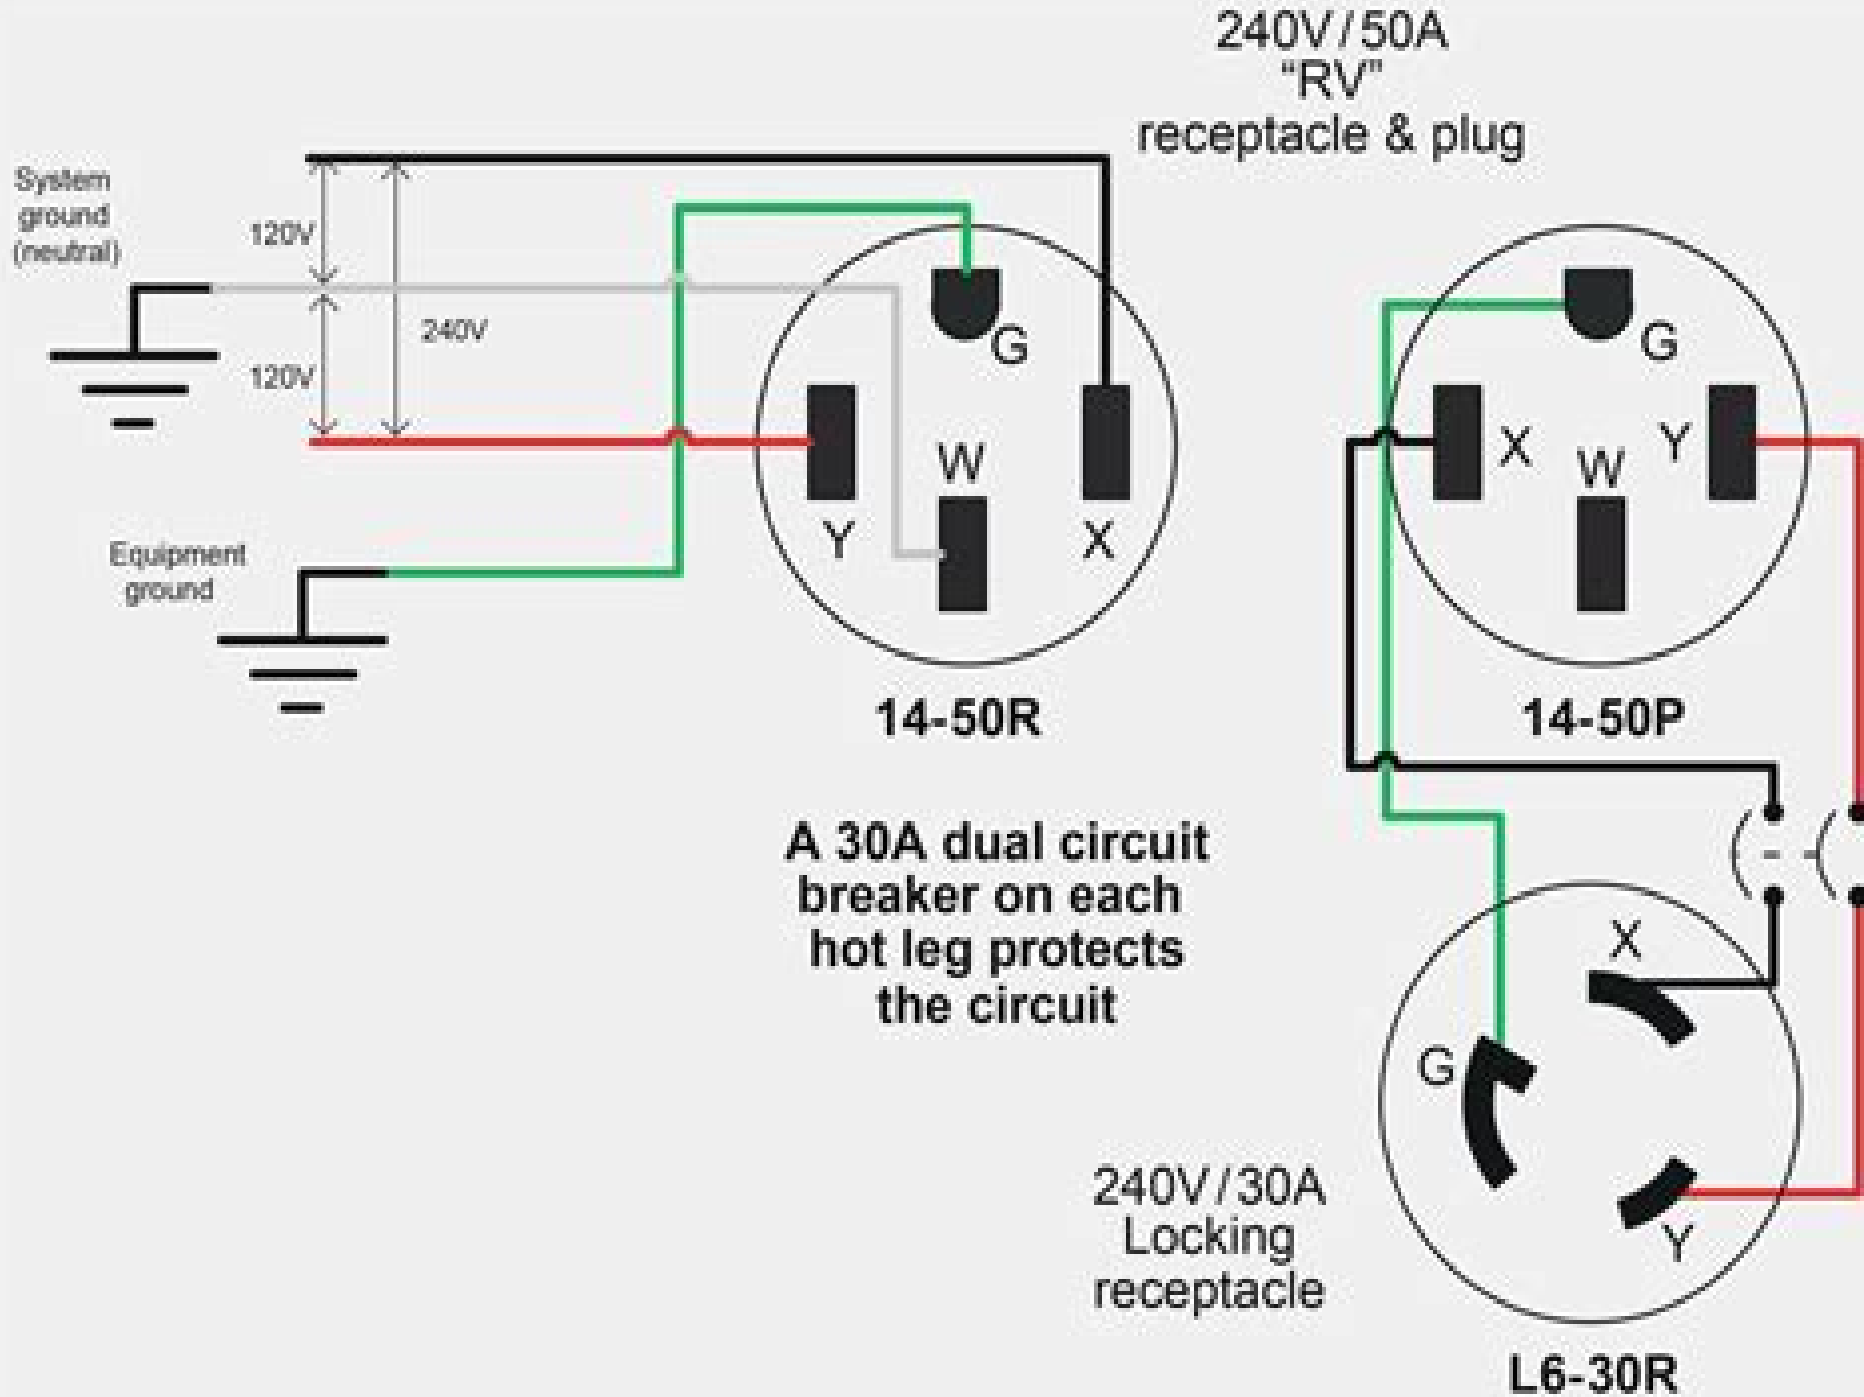 240V/50A
“RV”
receptacle & plug
System
ground
(neutral)
120V
240V
120V
Equipment
ground
G
W
Y
X
14-50R
G
X
W
Y
14-50P
A 30A dual circuit
breaker on each
hot leg protects
the circuit
X
G
Y
240V/30A
Locking
receptacle
L6-30R